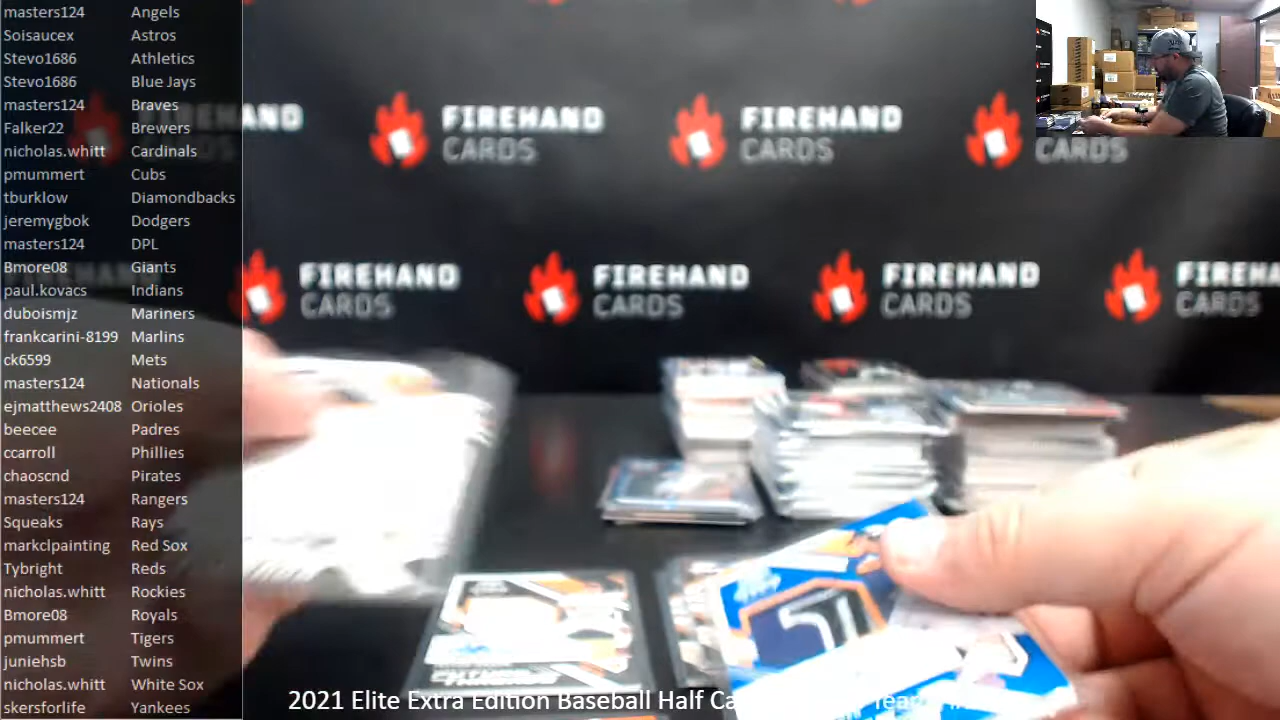 masters124 Angels
Soisaucex Astros
Stevo1686 Athletics
Stevo1686 Blue Jays
masters124 Braves
Falker22 Brewers
nicholas.whitt Cardinals
pmummert Cubs
tburklow Diamondbacks
jeremygbok Dodgers
masters124 DPL
Bmore08 Giants
paul.kovacs Indians
duboismjz Mariners
frankcarini-8199 Marlins
ck6599 Mets
masters124 Nationals
ejmatthews2408 Orioles
beecee Padres
ccarroll Phillies
chaoscnd Pirates
masters124 Rangers
Squeaks Rays
markclpainting Red Sox
Tybright Reds
nicholas.whitt Rockies
Bmore08 Royals
pmummert Tigers
juniehsb Twins
nicholas.whitt White Sox
skersforlife Yankees
FIREHAND CARDS
FIREHAND CARDS
FIREHAND CARDS
CARDS
FIREHAND CARDS
FIREHAND CARDS
FIREHAND CARDS
FIREHA CARDS
2021 Elite Extra Edition Baseball Half Ca